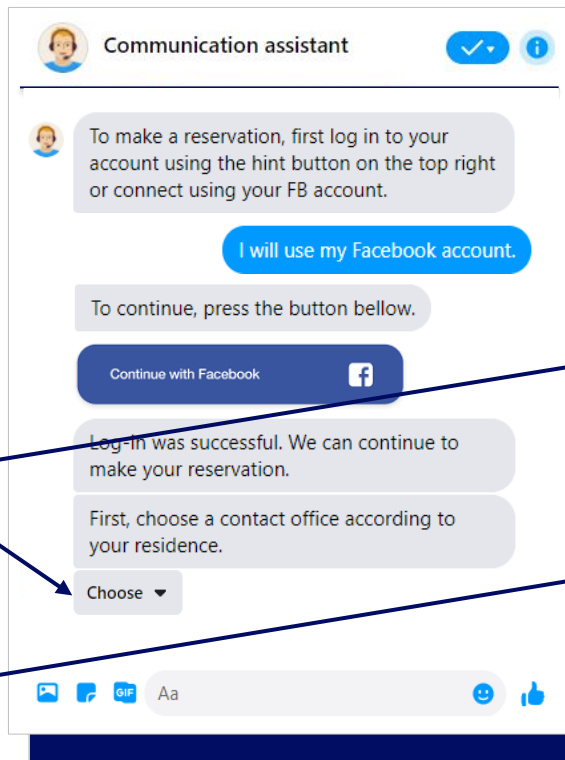 Communication assistant
To make a reservation, first log in to your
account using the hint button on the top right
or connect using your FB account.
I will use my Facebook account.
To continue, press the button bellow.
Continue with Facebook
Log-in was successful. We can continue to
make your reservation.
First, choose a contact office according to
your residence.
Choose
GIF
Aa